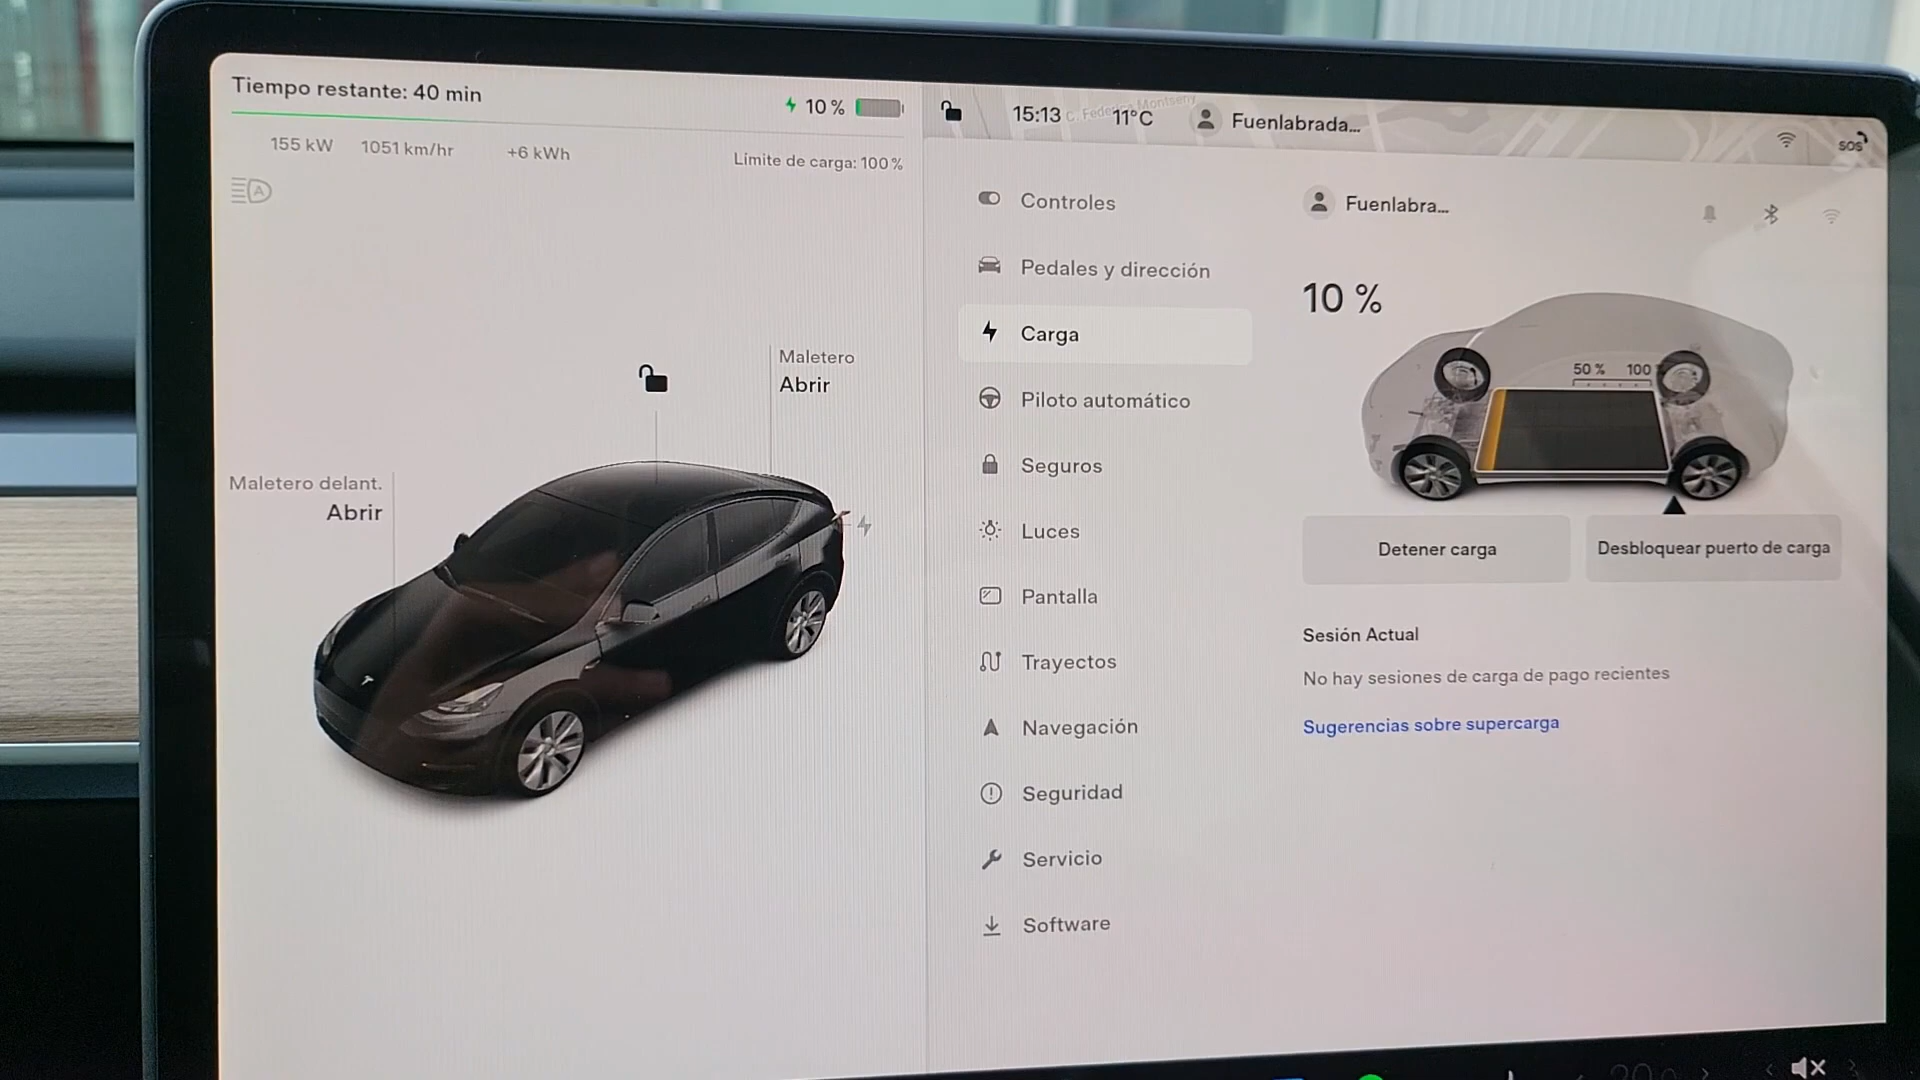 Tiempo restante: 40 min
10 %
155 kW 1051 km/hr +6 kWh
Límite de carga: 100 %
A
Maletero
Abrir
Maletero delant.
Abrir
15:13 11°C Fuenlabrada...
C. Federica Montseny
SOS
Controles
Pedales y dirección
Carga
Piloto automático
Seguros
Luces
Pantalla
Trayectos
Navegación
Seguridad
Servicio
Software
Fuenlabra...
10 %
50 % 100
Detener carga
Desbloquear puerto de carga
Sesión Actual
No hay sesiones de carga de pago recientes
Sugerencias sobre supercarga